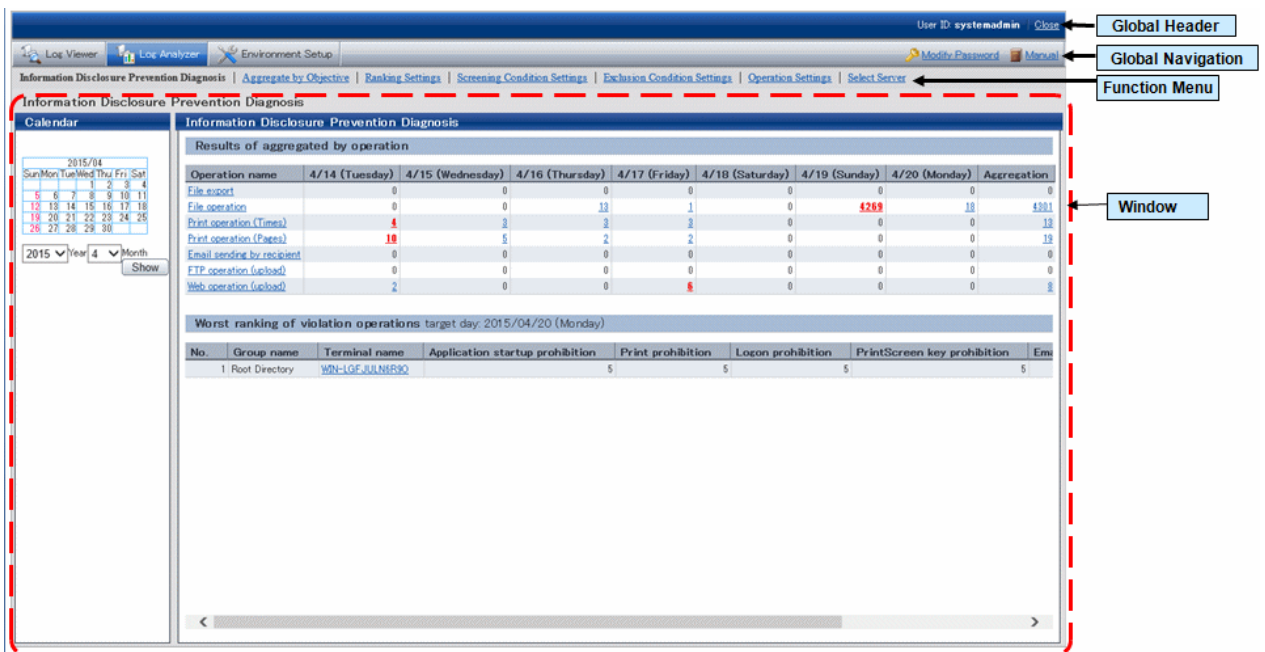 User ID: systemadmin Close
Global Header
Log Viewer Log Analyzer Environment Setup Modify Password Manual
Global Navigation
Information Disclosure Prevention Diagnosis | Aggregate by Objective | Ranking Settings | Screening Condition Settings | Exclusion Condition Settings | Operation Settings | Select Server
Function Menu
Information Disclosure Prevention Diagnosis
Calendar
2015/04
Sun Mon Tue Wed Thu Fri Sat
1 2 3 4
5 6 7 8 9 10 11
12 13 14 15 16 17 18
19 20 21 22 23 24 25
26 27 28 29 30
2015 Year 4 Month
Show
Information Disclosure Prevention Diagnosis
Results of aggregated by operation
Operation name 4/14 (Tuesday) 4/15 (Wednesday) 4/16 (Thursday) 4/17 (Friday) 4/18 (Saturday) 4/19 (Sunday) 4/20 (Monday) Aggregation
File export 0 0 0 0 0 0 0 0
File operation 0 0 13 1 0 4269 18 4301
Print operation (Times) 4 3 3 3 0 0 0 13
Print operation (Pages) 10 5 2 2 0 0 0 19
Email sending by recipient 0 0 0 0 0 0 0 0
FTP operation (upload) 0 0 0 0 0 0 0 0
Web operation (upload) 2 0 0 6 0 0 0 8
Window
Worst ranking of violation operations target day: 2015/04/20 (Monday)
No. Group name Terminal name Application startup prohibition Print prohibition Logon prohibition PrintScreen key prohibition Ema
1 Root Directory WIN-LGFJULN6R9O 5 5 5 5